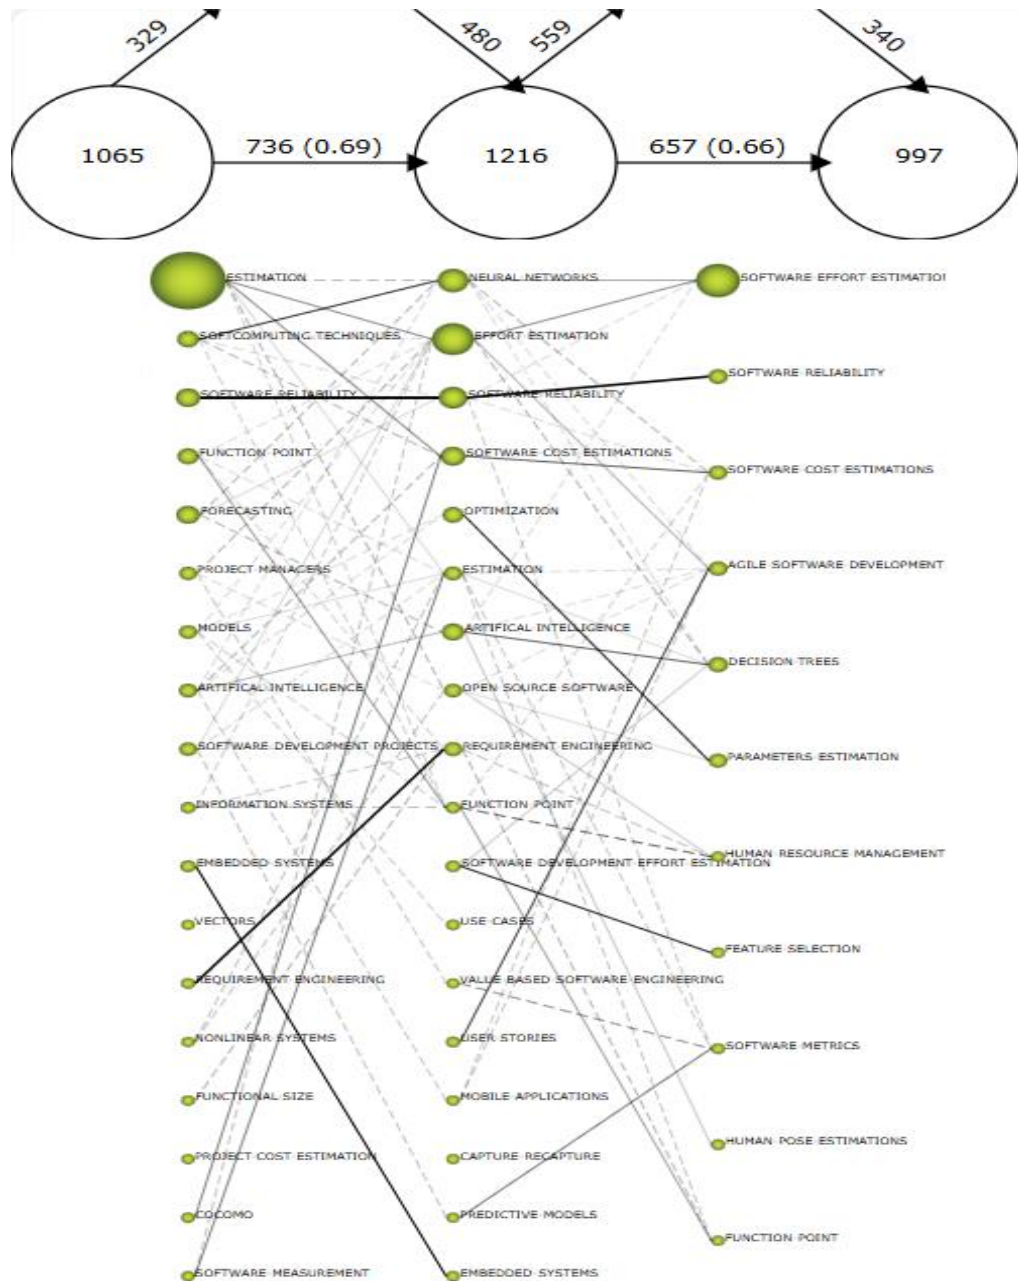 329
480
559
340
1065
736 (0.69)
1216
657 (0.66)
997
ESTIMATION
SOFTCOMPUTING TECHNIQUES
SOFTWARE RELIABILITY
FUNCTION POINT
FORECASTING
PROJECT MANAGERS
MODELS
ARTIFICAL INTELLIGENCE
SOFTWARE DEVELOPMENT PROJECTS
INFORMATION SYSTEMS
EMBEDDED SYSTEMS
VECTORS
REQUIREMENT ENGINEERING
NONLINEAR SYSTEMS
FUNCTIONAL SIZE
PROJECT COST ESTIMATION
COCOMO
SOFTWARE MEASUREMENT
NEURAL NETWORKS
EFFORT ESTIMATION
SOFTWARE RELIABILITY
SOFTWARE COST ESTIMATIONS
OPTIMIZATION
ESTIMATION
ARTIFICAL INTELLIGENCE
OPEN SOURCE SOFTWARE
REQUIREMENT ENGINEERING
FUNCTION POINT
SOFTWARE DEVELOPMENT EFFORT ESTIMATION
USE CASES
VALUE BASED SOFTWARE ENGINEERING
USER STORIES
MOBILE APPLICATIONS
CAPTURE RECAPTURE
PREDICTIVE MODELS
EMBEDDED SYSTEMS
SOFTWARE EFFORT ESTIMATIO
SOFTWARE RELIABILITY
SOFTWARE COST ESTIMATIONS
AGILE SOFTWARE DEVELOPMENT
DECISION TREES
PARAMETERS ESTIMATION
HUMAN RESOURCE MANAGEMENT
FEATURE SELECTION
SOFTWARE METRICS
HUMAN POSE ESTIMATIONS
FUNCTION POINT